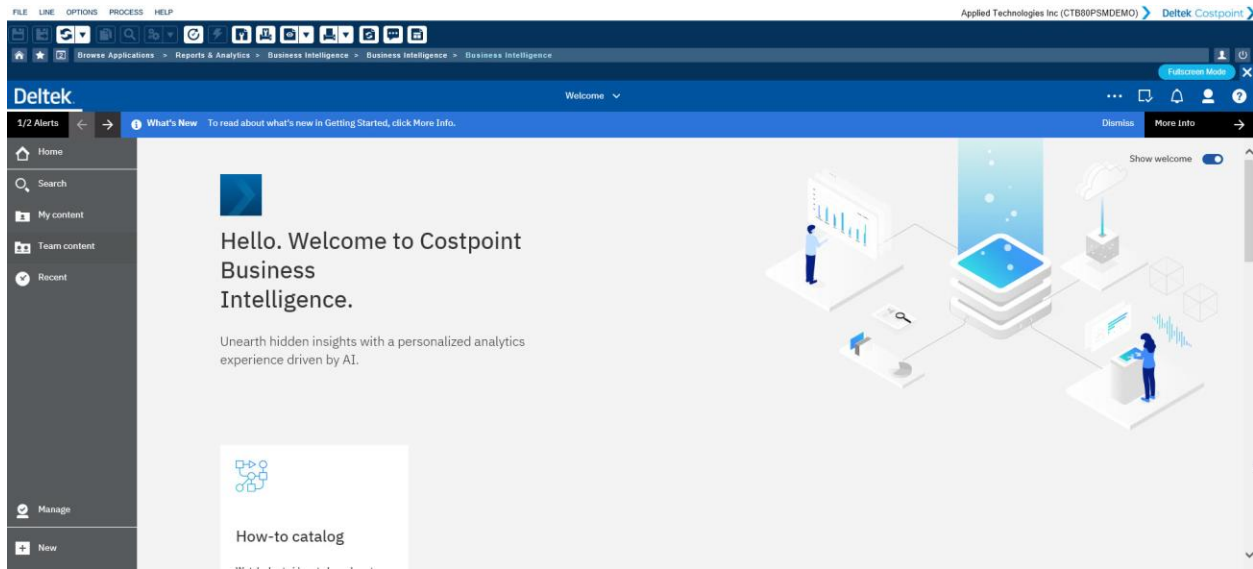 FILE LINE OPTIONS PROCESS HELP
Applied Technologies Inc (CTB80PSMDEMO) Deltek Costpoint
Browse Applications > Reports & Analytics > Business Intelligence > Business Intelligence > Business Intelligence
Fullscreen Mode
Deltek
Welcome
1/2 Alerts
What's New To read about what's new in Getting Started, click More Info.
Dismiss
More Info
Home
Show welcome
Search
My content
Team content
Recent
Hello. Welcome to Costpoint
Business
Intelligence.
Unearth hidden insights with a personalized analytics
experience driven by AI.
Manage
New
How-to catalog